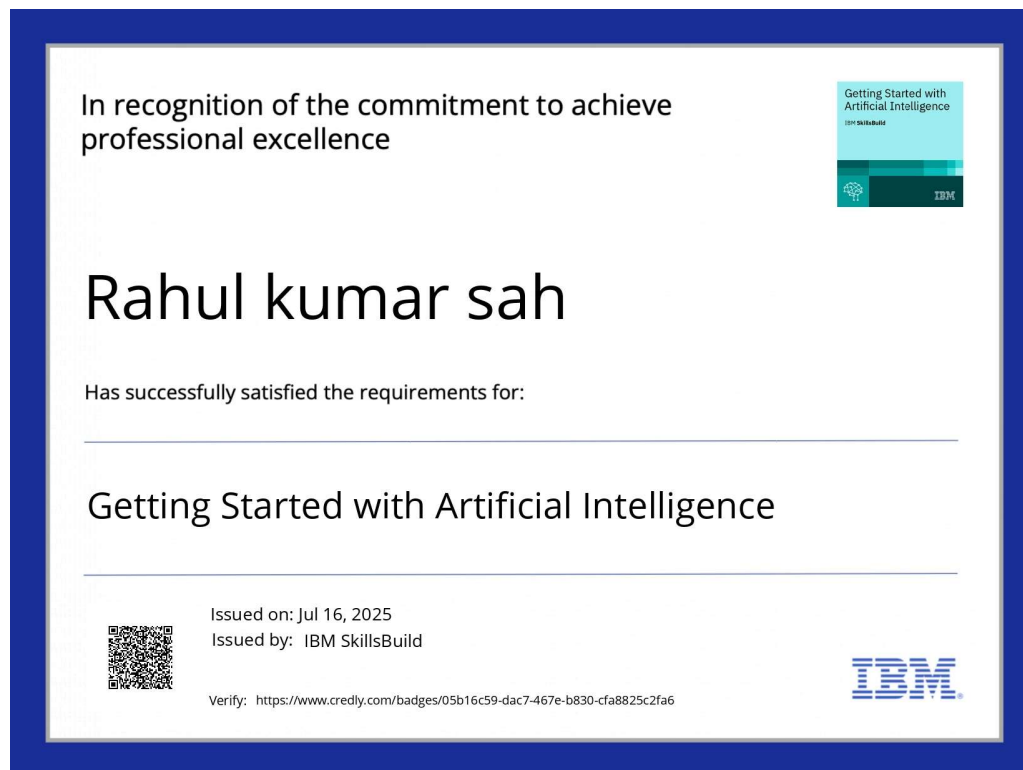 In recognition of the commitment to achieve
professional excellence
Getting Started with
Artificial Intelligence
IBM SkillsBuild
IBM
Rahul kumar sah
Has successfully satisfied the requirements for:
Getting Started with Artificial Intelligence
Issued on: Jul 16, 2025
Issued by: IBM SkillsBuild
Verify: https://www.credly.com/badges/05b16c59-dac7-467e-b830-cfa8825c2fa6
IBM